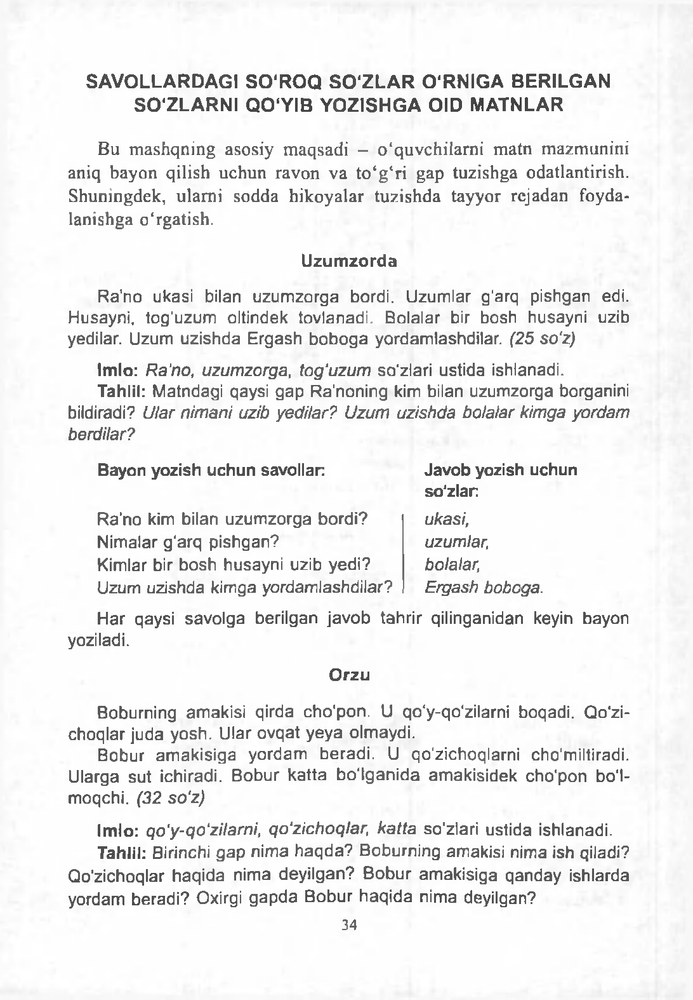 SAVOLLARDAGI SO‘ROQ SO‘ZLAR O‘RNIGA BERILGAN
SO‘ZLARNI QO‘YIB YOZISHGA OID MATNLAR
Bu mashqning asosiy maqsadi – o‘quvchilarni matn mazmunini
aniq bayon qilish uchun ravon va to‘g‘ri gap tuzishga odatlantirish.
Shuningdek, ularni sodda hikoyalar tuzishda tayyor rejadan foyda-
lanishga o‘rgatish.
Uzumzorda
Ra'no ukasi bilan uzumzorga bordi. Uzumlar g'arq pishgan edi.
Husayni, tog'uzum oltindek tovlanadi. Bolalar bir bosh husayni uzib
yedilar. Uzum uzishda Ergash boboga yordamlashdilar. (25 so‘z)
Imlo: Ra'no, uzumzorga, tog‘uzum so‘zlari ustida ishlanadi.
Tahlil: Matndagi qaysi gap Ra'noning kim bilan uzumzorga borganini
bildiradi? Ular nimani uzib yedilar? Uzum uzishda bolalar kimga yordam
berdilar?
Bayon yozish uchun savollar:
Javob yozish uchun
so‘zlar:
Ra'no kim bilan uzumzorga bordi? ukasi,
Nimalar g‘arq pishgan? uzumlar,
Kimlar bir bosh husayni uzib yedi? bolalar,
Uzum uzishda kimga yordamlashdilar? Ergash boboga.
Har qaysi savolga berilgan javob tahrir qilinganidan keyin bayon
yoziladi.
Orzu
Boburning amakisi qirda cho‘pon. U qo‘y-qo‘zilarni boqadi. Qo‘zi-
choqlar juda yosh. Ular ovqat yeya olmaydi.
Bobur amakisiga yordam beradi. U qo‘zichoqlarni cho‘miltiradi.
Ularga sut ichiradi. Bobur katta bo‘lganida amakisidek cho‘pon bo‘l-
moqchi. (32 so‘z)
Imlo: qo‘y-qo‘zilarni, qo‘zichoqlar, katta so‘zlari ustida ishlanadi.
Tahlil: Birinchi gap nima haqda? Boburning amakisi nima ish qiladi?
Qo‘zichoqlar haqida nima deyilgan? Bobur amakisiga qanday ishlarda
yordam beradi? Oxirgi gapda Bobur haqida nima deyilgan?
34